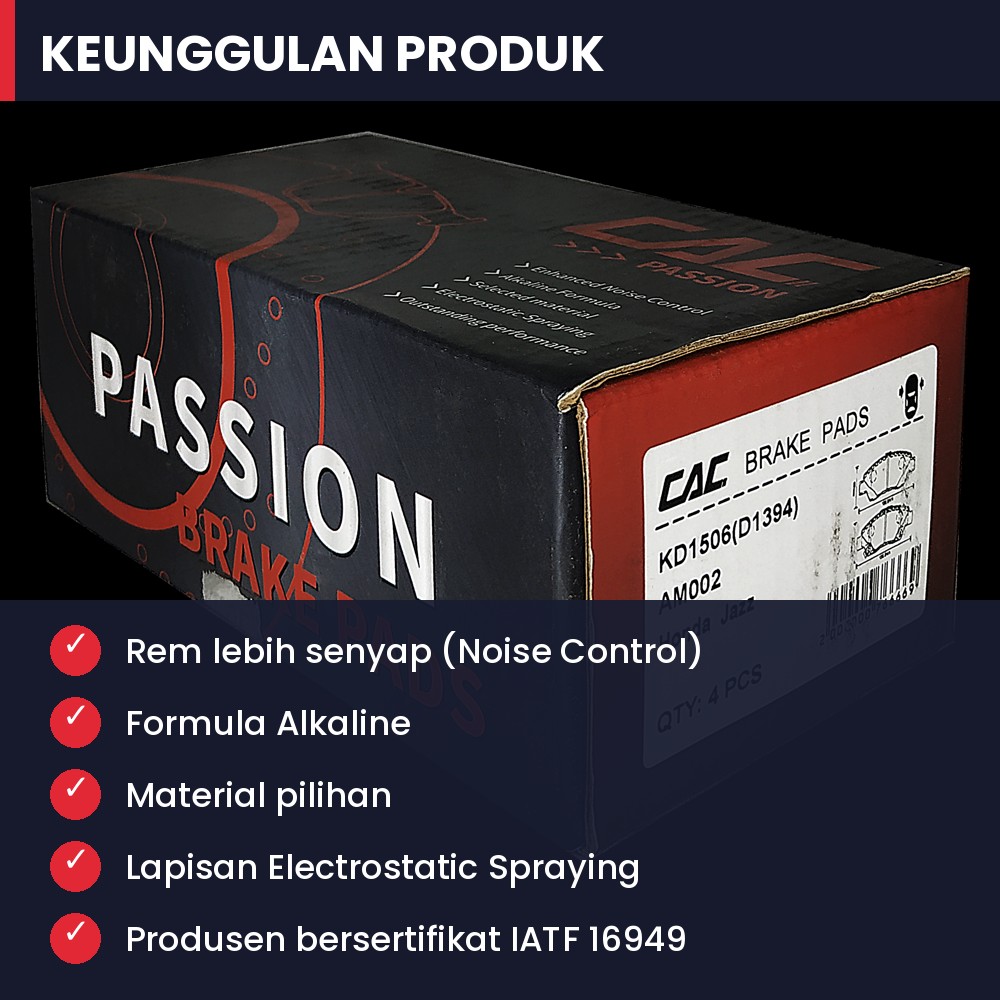 KEUNGGULAN PRODUK
CAC
>>> PASSION
Enhanced Noise Control
Alkaline Formula
Selected material
Electrostatic Spraying
Outstanding performance
PASSION
BRAKE PADS
CAC BRAKE PADS
KD1506(D1394)
AM002
Honda Jazz
QTY: 4 PCS
✓ Rem lebih senyap (Noise Control)
✓ Formula Alkaline
✓ Material pilihan
✓ Lapisan Electrostatic Spraying
✓ Produsen bersertifikat IATF 16949